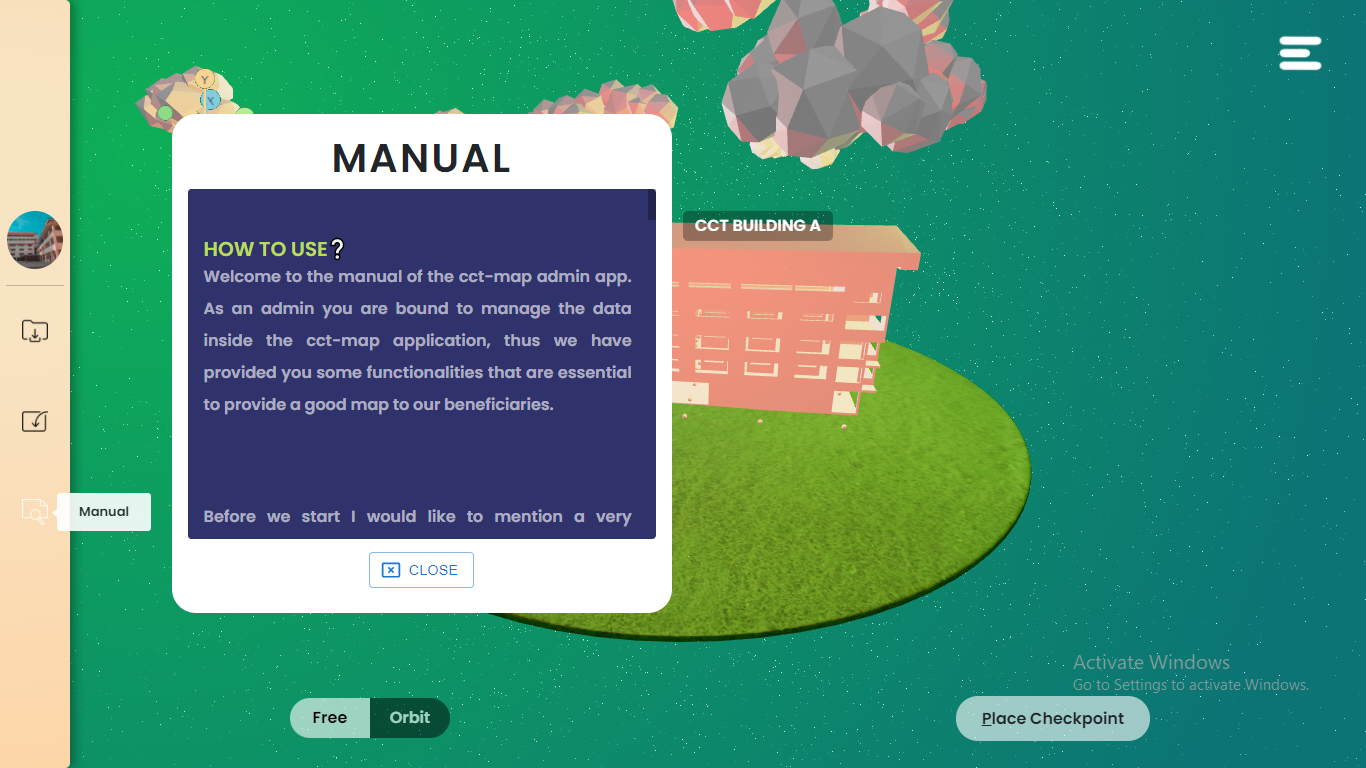 Y
X
MANUAL
HOW TO USE❓
Welcome to the manual of the cct-map admin app.
As an admin you are bound to manage the data
inside the cct-map application, thus we have
provided you some functionalities that are essential
to provide a good map to our beneficiaries.
Before we start I would like to mention a very
CLOSE
CCT BUILDING A
Manual
Free
Orbit
Activate Windows
Go to Settings to activate Windows.
Place Checkpoint